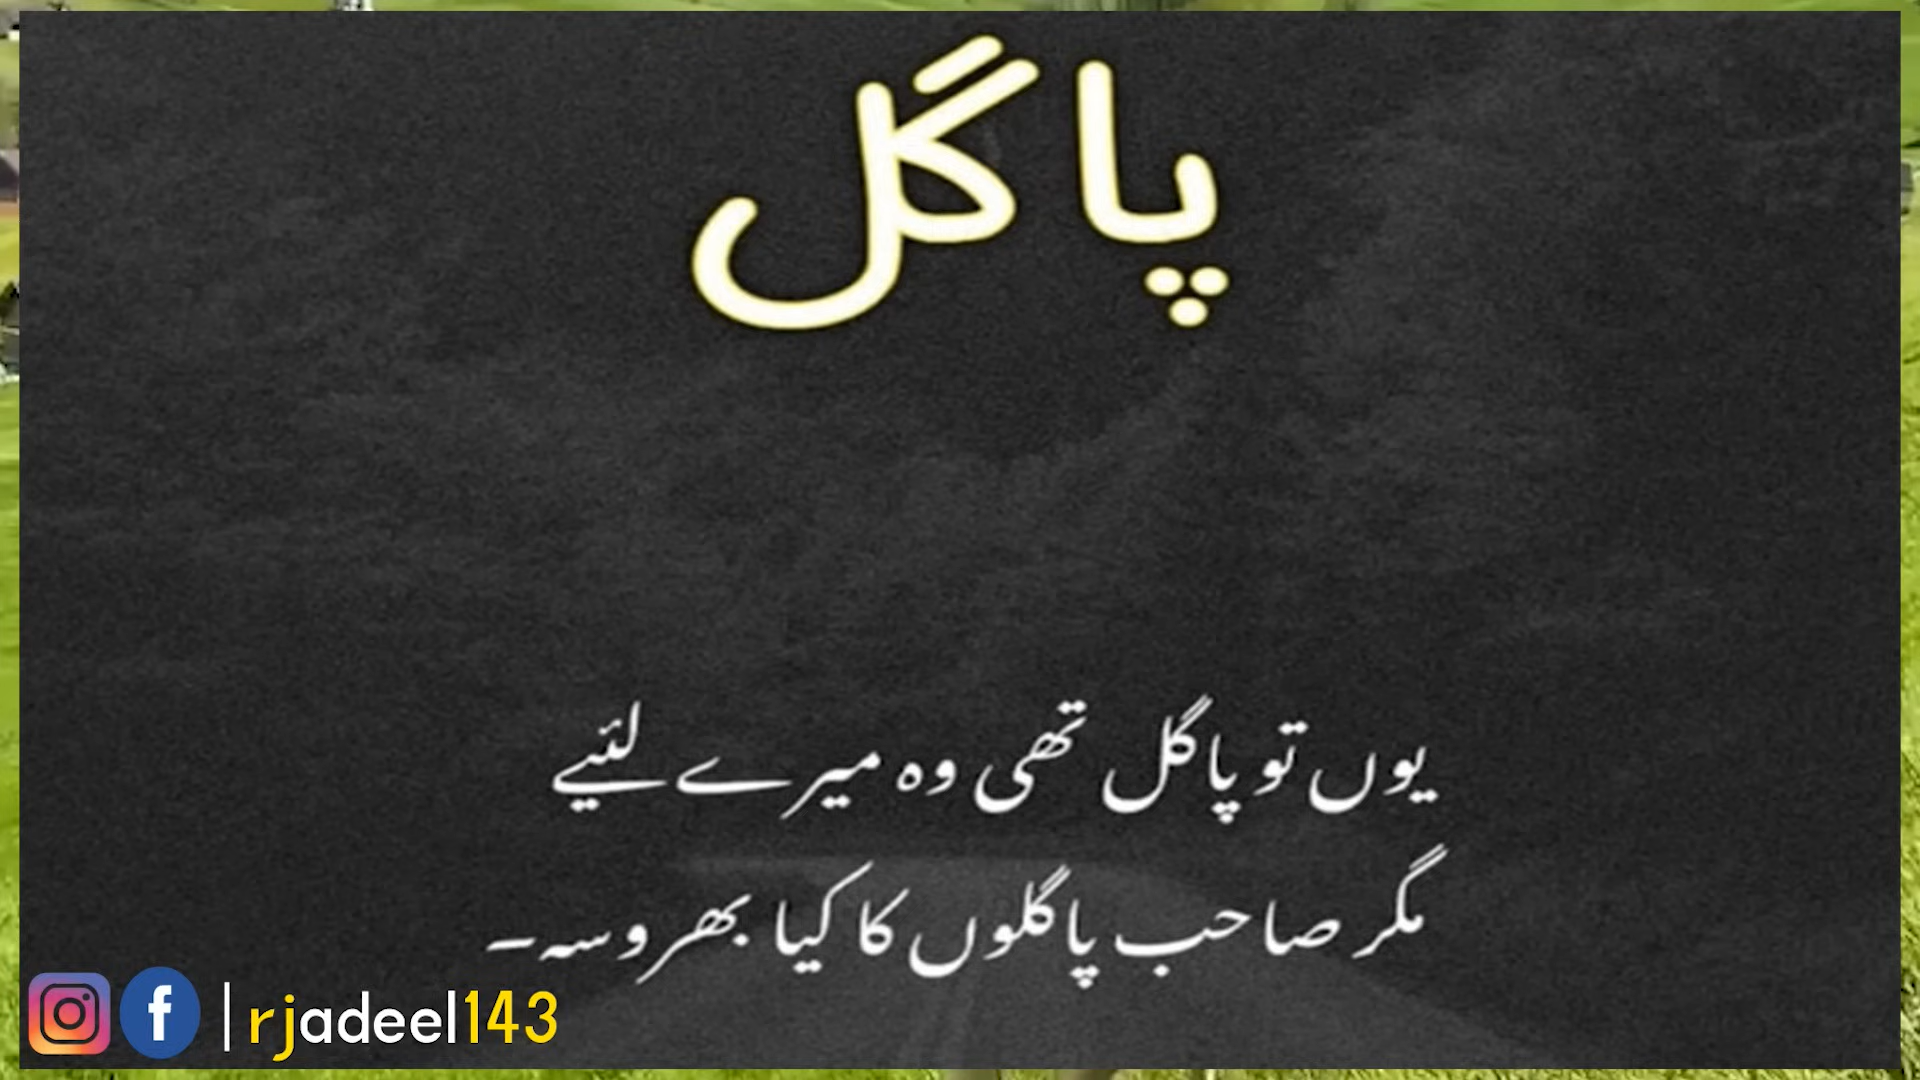 پاگل
یوں تو پاگل تھی وہ میرے لئیے
مگر صاحب پاگلوں کا کیا بھروسہ۔
|rjadeel143